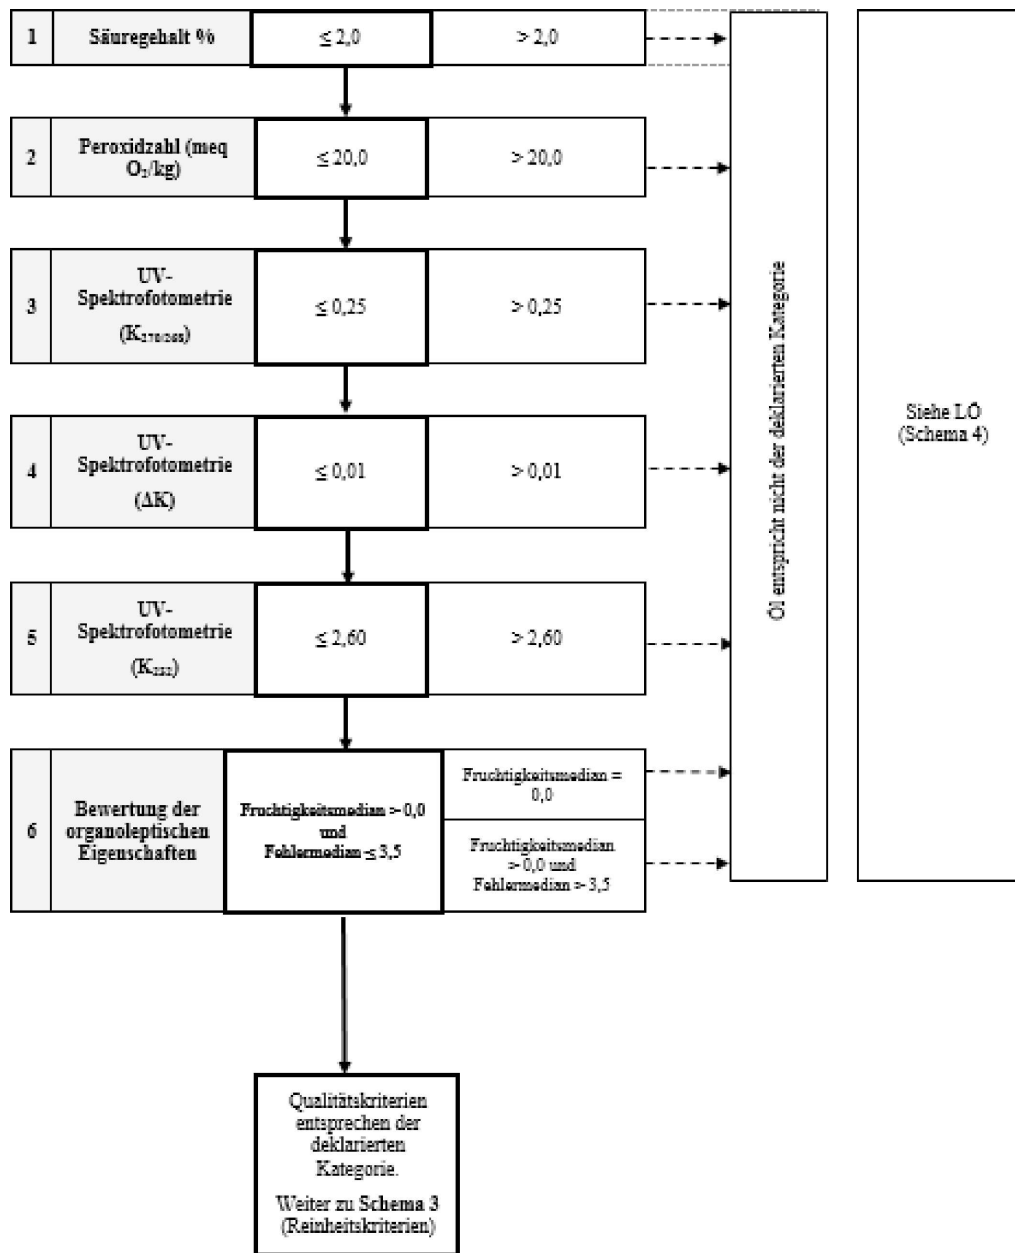 1
Säuregehalt %
≤ 2,0
> 2,0
2
Peroxidzahl (meq
O₂/kg)
≤ 20,0
> 20,0
3
UV-
Spektrofotometrie
(K₂₇₀/₂₆₈)
≤ 0,25
> 0,25
4
UV-
Spektrofotometrie
(ΔK)
≤ 0,01
> 0,01
5
UV-
Spektrofotometrie
(K₂₃₂)
≤ 2,60
> 2,60
6
Bewertung der
organoleptischen
Eigenschaften
Fruchtigkeitsmedian > 0,0
und
Fehlermedian ≤ 3,5
Fruchtigkeitsmedian =
0,0
Fruchtigkeitsmedian
> 0,0 und
Fehlermedian > 3,5
Öl entspricht nicht der deklarierten Kategorie
Siehe LÖ
(Schema 4)
Qualitätskriterien
entsprechen der
deklarierten
Kategorie.
Weiter zu Schema 3
(Reinheitskriterien)